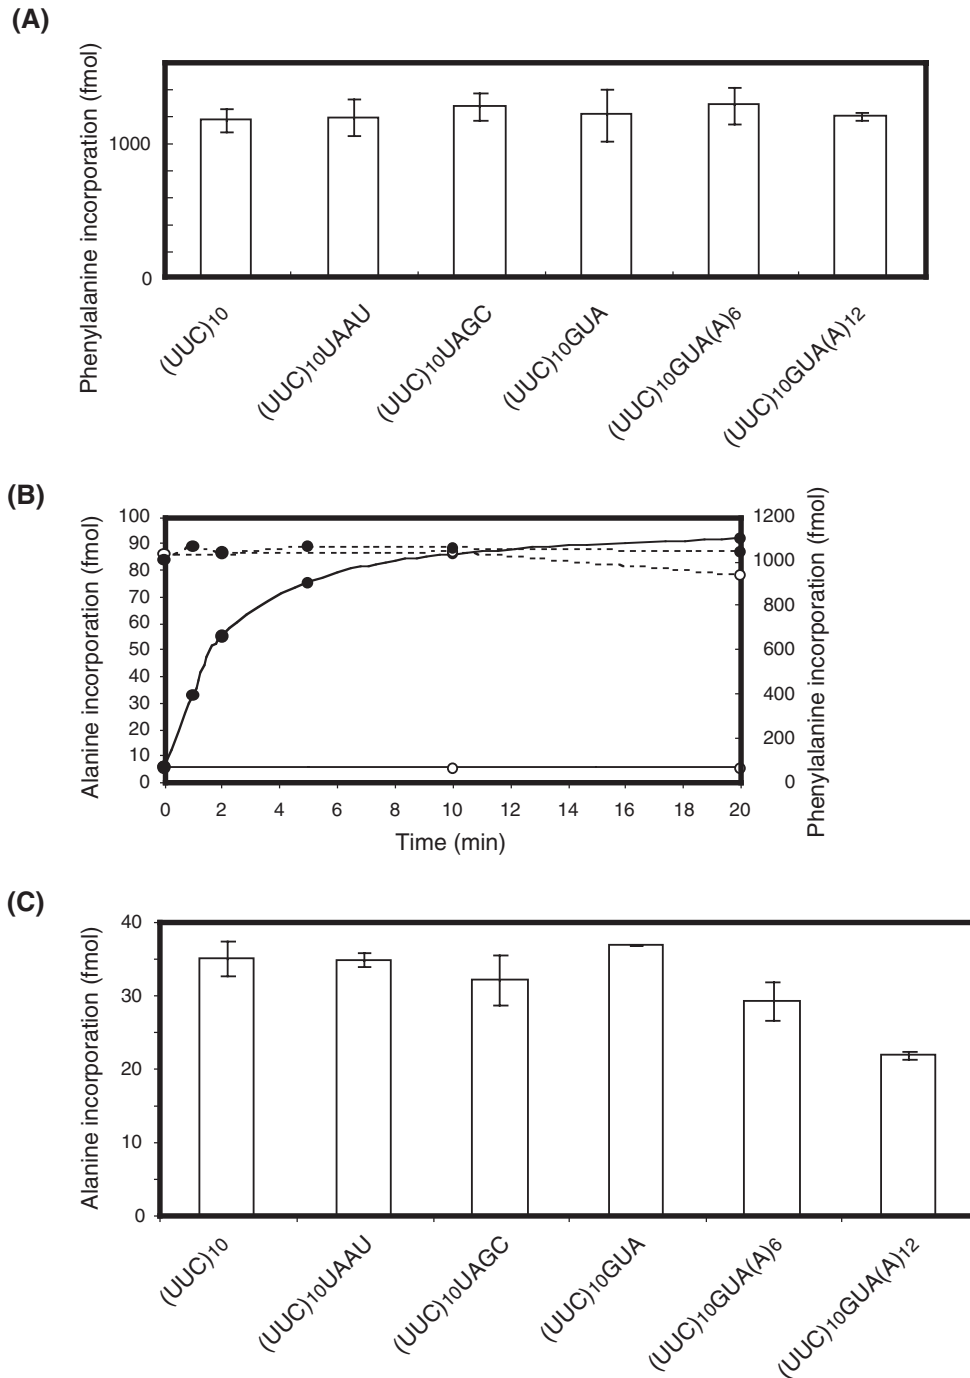 (A)
Phenylalanine incorporation (fmol)
1000
0
(UUC)10
(UUC)10UAAU
(UUC)10UAGC
(UUC)10GUA
(UUC)10GUA(A)6
(UUC)10GUA(A)12
(B)
Alanine incorporation (fmol)
100
90
80
70
60
50
40
30
20
10
0
Phenylalanine incorporation (fmol)
1200
1000
800
600
400
200
0
0 2 4 6 8 10 12 14 16 18 20
Time (min)
(C)
Alanine incorporation (fmol)
40
30
20
10
0
(UUC)10
(UUC)10UAAU
(UUC)10UAGC
(UUC)10GUA
(UUC)10GUA(A)6
(UUC)10GUA(A)12